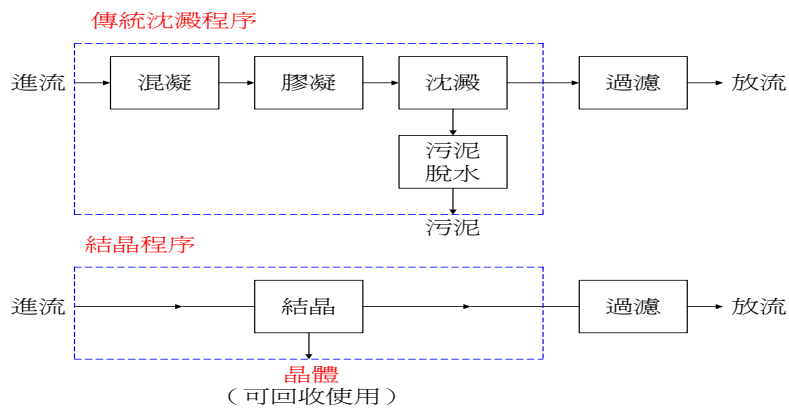 傳統沈澱程序
進流
混凝
膠凝
沈澱
過濾
放流
污泥
脫水
污泥
結晶程序
進流
結晶
過濾
放流
晶體
（可回收使用）